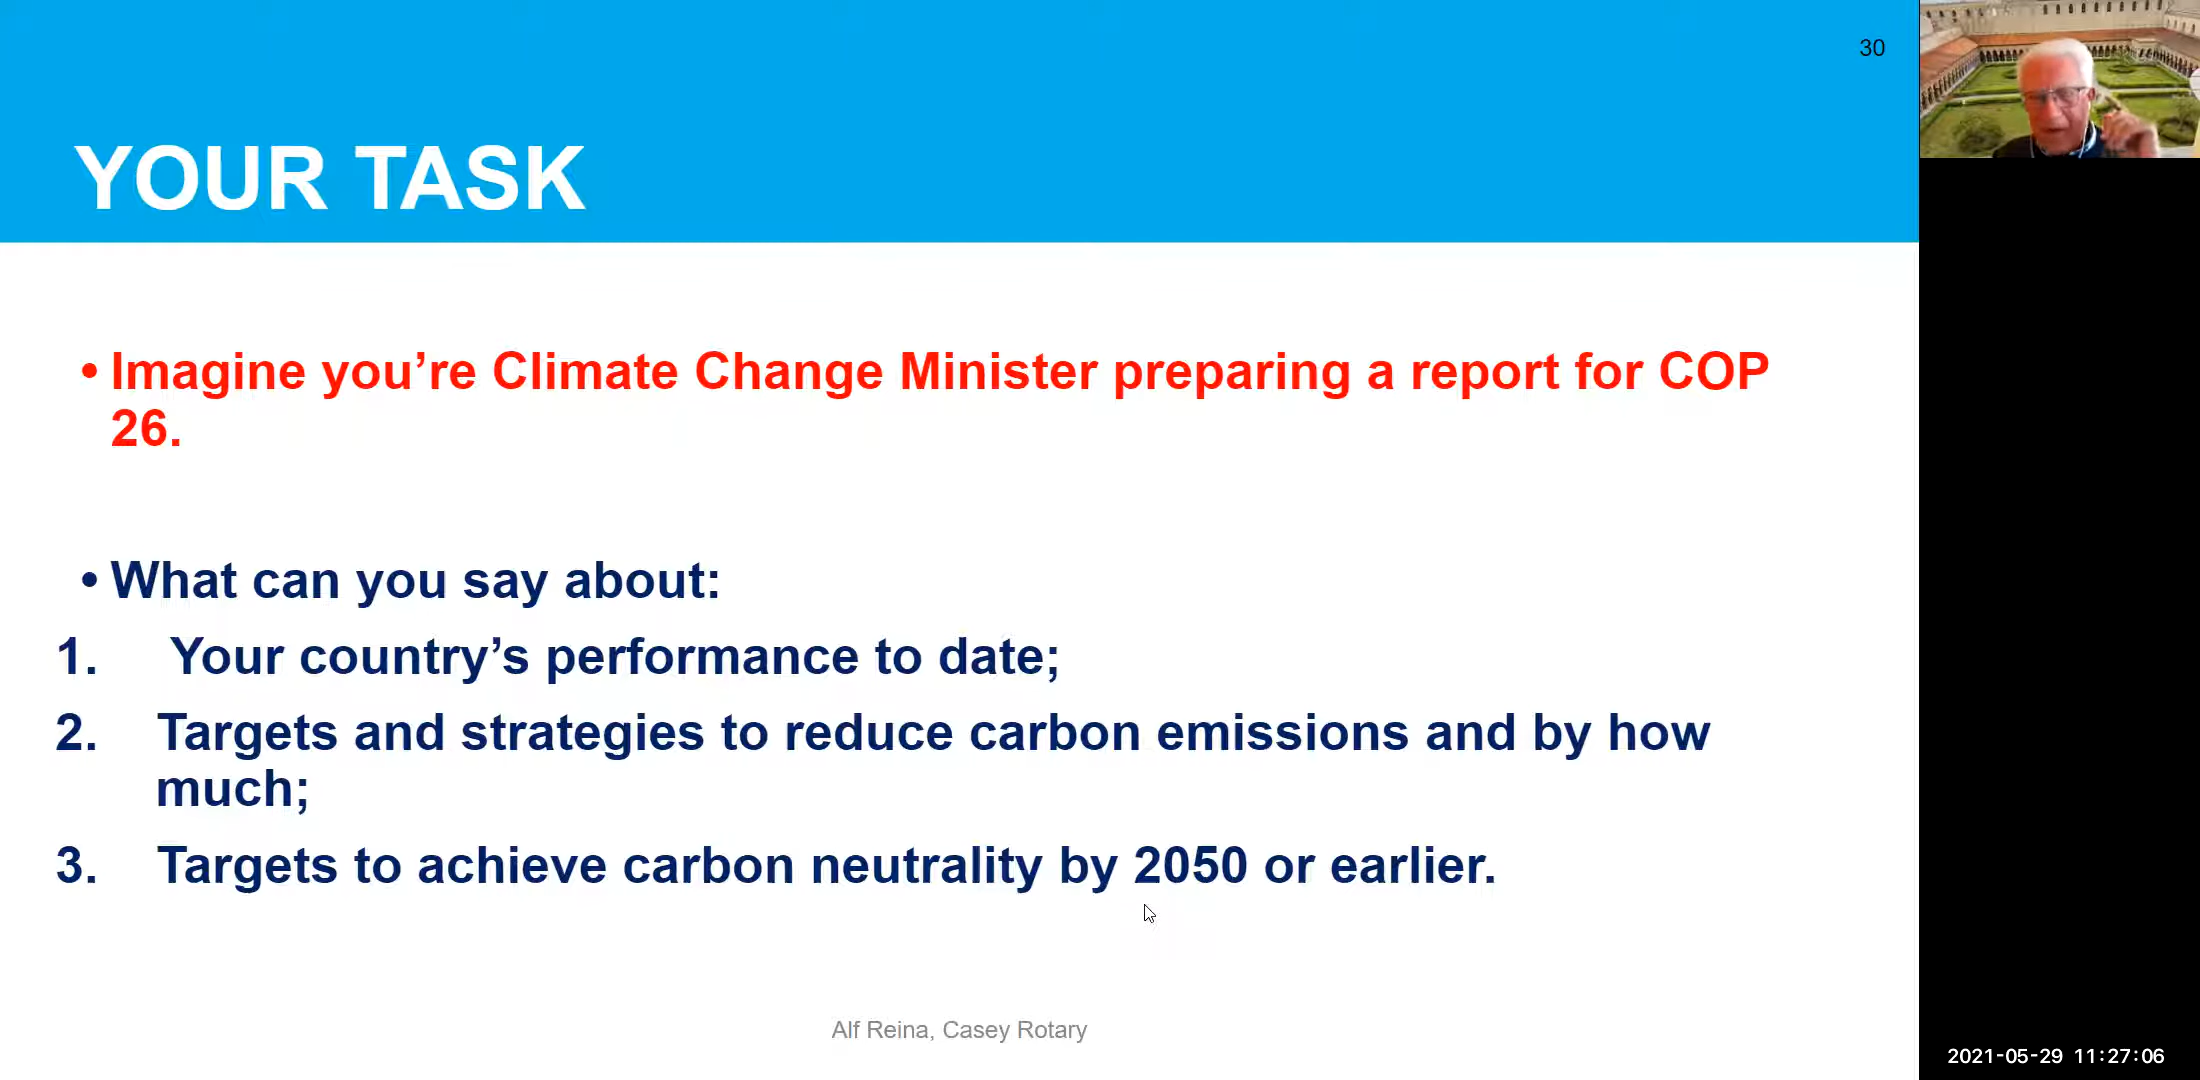 30
YOUR TASK
• Imagine you’re Climate Change Minister preparing a report for COP
26.
• What can you say about:
1. Your country’s performance to date;
2. Targets and strategies to reduce carbon emissions and by how
much;
3. Targets to achieve carbon neutrality by 2050 or earlier.
Alf Reina, Casey Rotary
2021-05-29 11:27:06